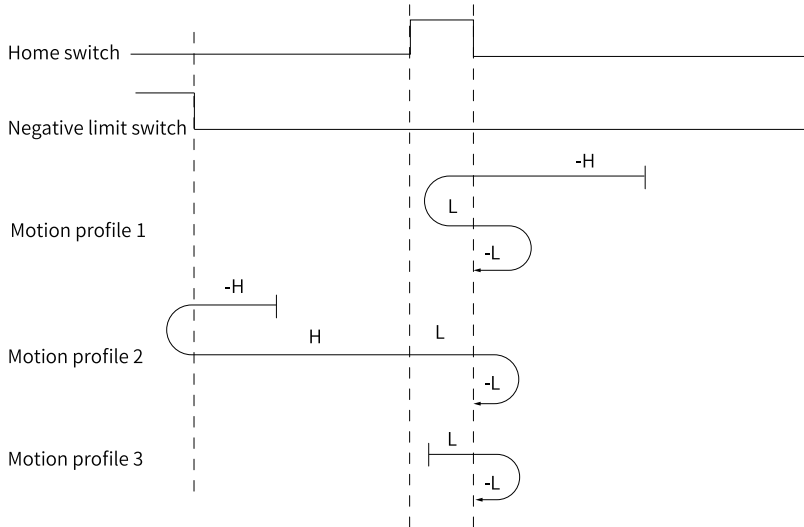 Home switch
Negative limit switch
-H
L
Motion profile 1
-L
-H
H
L
Motion profile 2
-L
L
Motion profile 3
-L